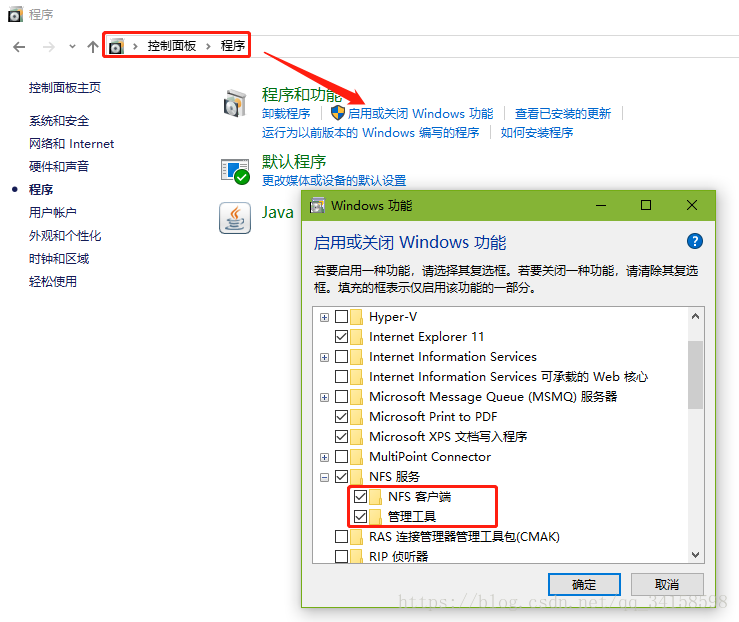 程序
控制面板 › 程序
控制面板主页
系统和安全
网络和 Internet
硬件和声音
程序
用户帐户
外观和个性化
时钟和区域
轻松使用
程序和功能
卸载程序 启用或关闭 Windows 功能 查看已安装的更新
运行为以前版本的 Windows 编写的程序 如何安装程序
默认程序
更改媒体或设备的默认设置
Java
Windows 功能
启用或关闭 Windows 功能
若要启用一种功能，请选择其复选框。若要关闭一种功能，请清除其复选
框。填充的框表示仅启用该功能的一部分。
Hyper-V
Internet Explorer 11
Internet Information Services
Internet Information Services 可承载的 Web 核心
Microsoft Message Queue (MSMQ) 服务器
Microsoft Print to PDF
Microsoft XPS 文档写入程序
MultiPoint Connector
NFS 服务
NFS 客户端
管理工具
RAS 连接管理器管理工具包(CMAK)
RIP 侦听器
确定 取消
https://blog.csdn.net/qq_34158598